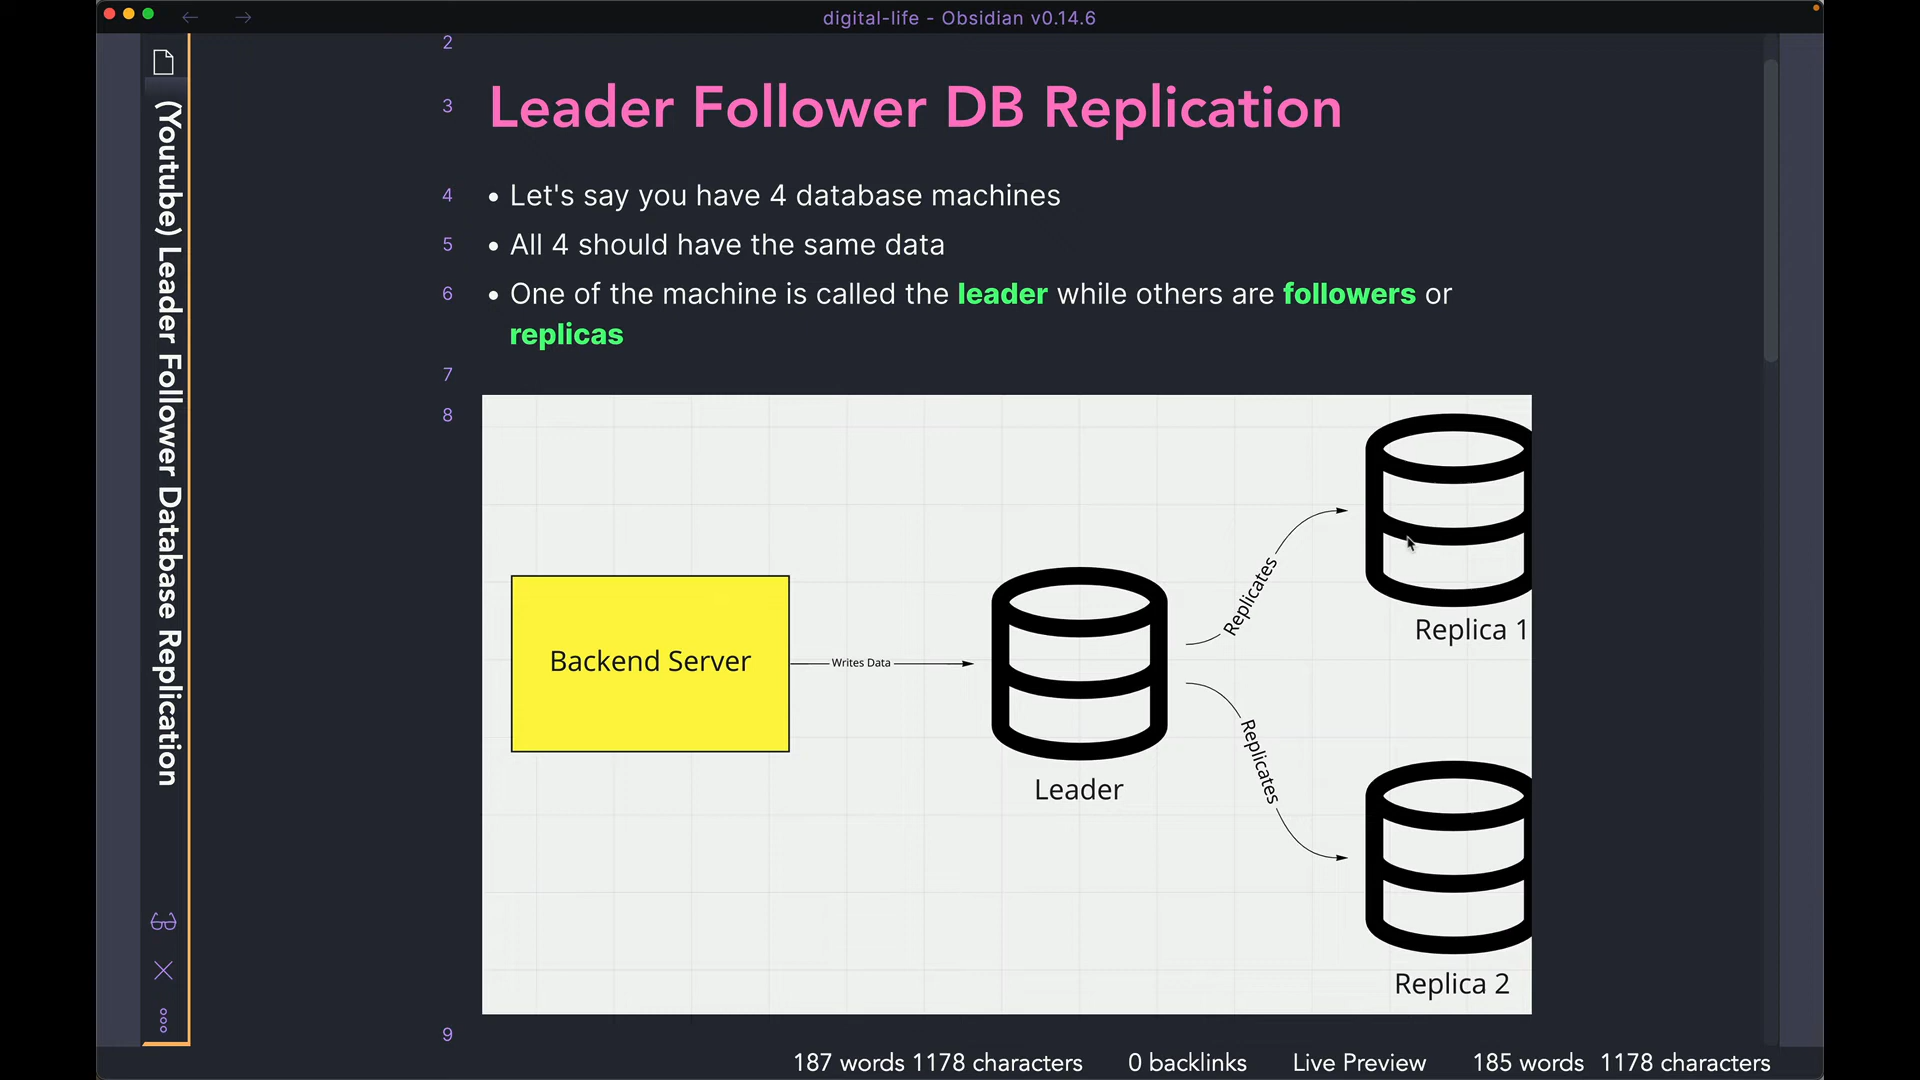 digital-life - Obsidian v0.14.6
(Youtube) Leader Follower Database Replication
2
3
Leader Follower DB Replication
4
• Let's say you have 4 database machines
5
• All 4 should have the same data
6
• One of the machine is called the leader while others are followers or
replicas
7
8
Backend Server
Writes Data
Leader
Replicates
Replica 1
Replicates
Replica 2
9
187 words 1178 characters
0 backlinks
Live Preview
185 words
1178 characters